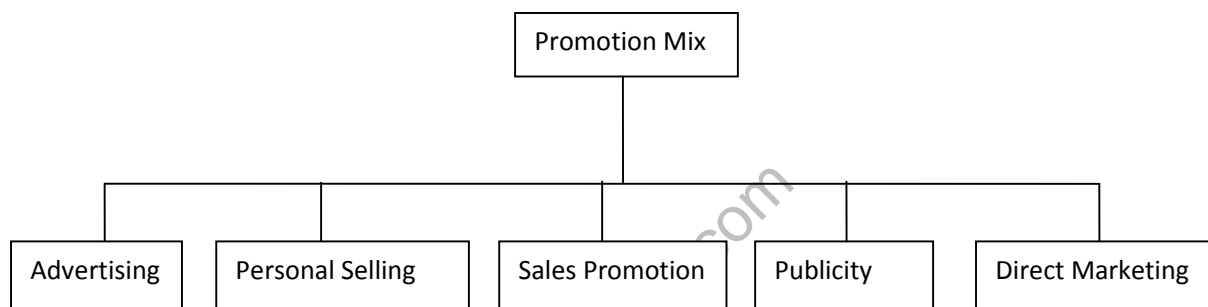 Promotion Mix
Advertising
Personal Selling
Sales Promotion
Publicity
Direct Marketing